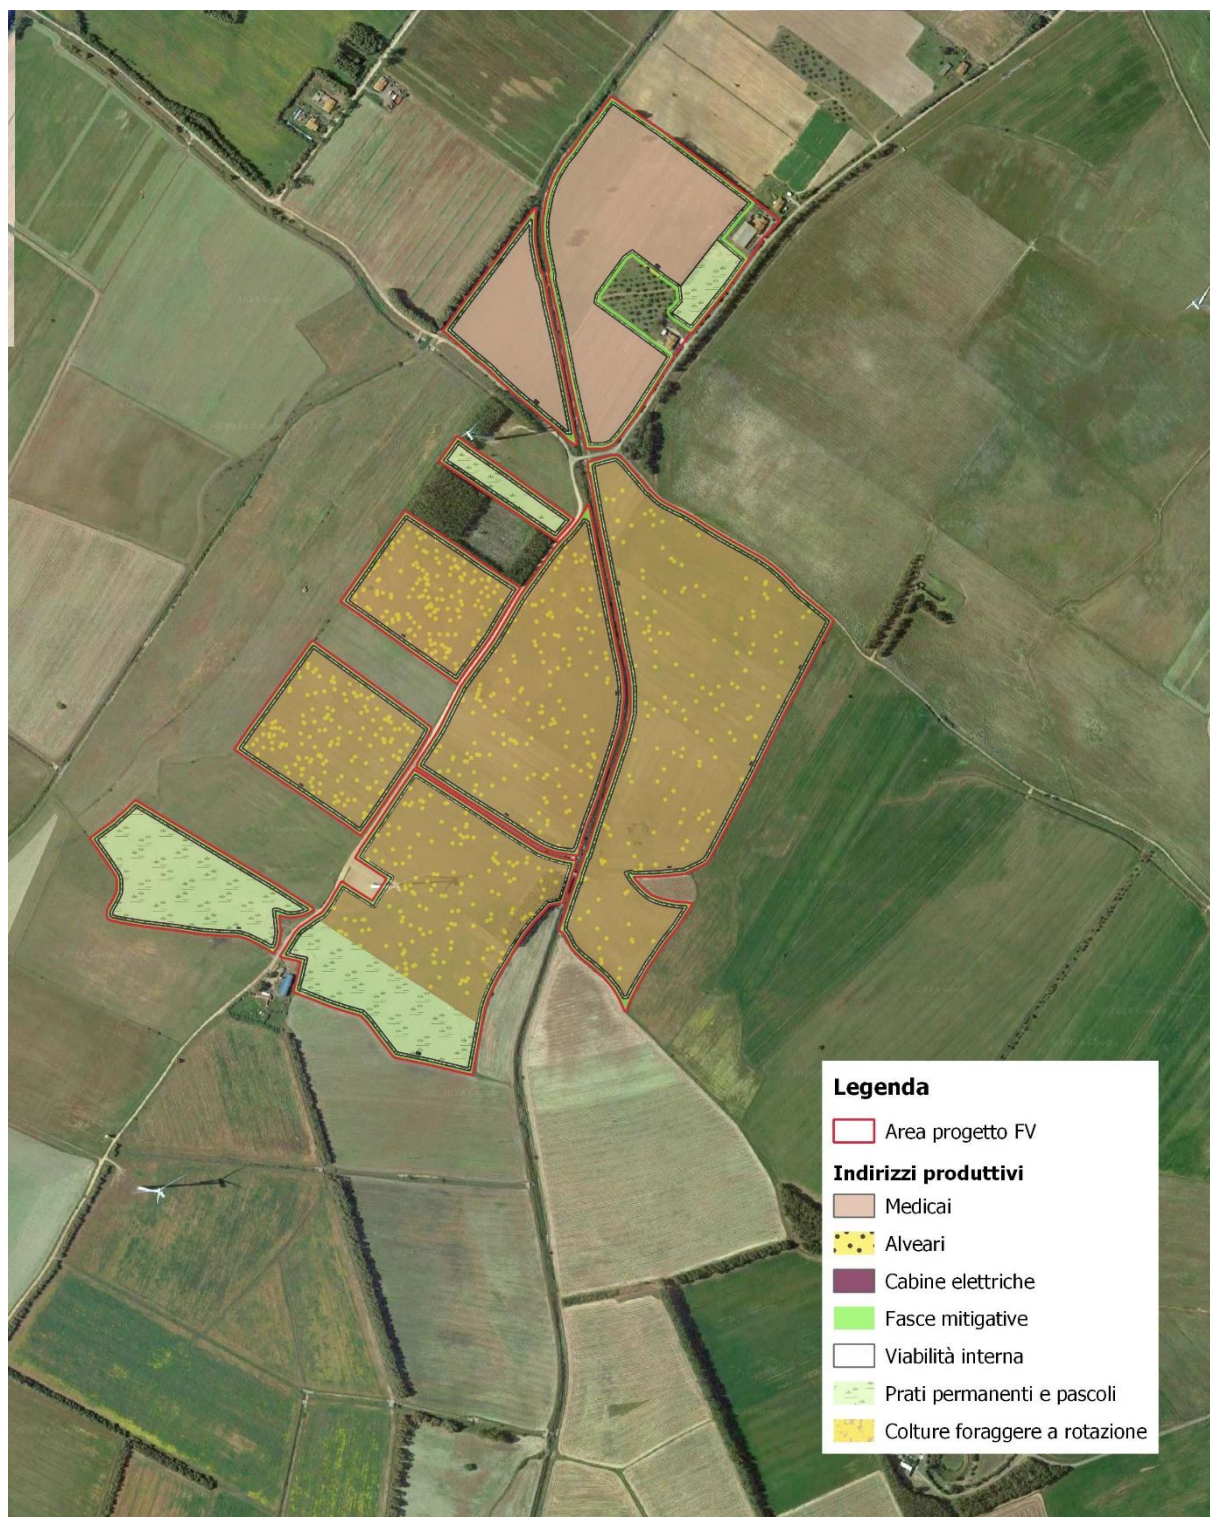 Legenda
Area progetto FV
Indirizzi produttivi
Medicai
Alveari
Cabine elettriche
Fasce mitigative
Viabilità interna
Prati permanenti e pascoli
Colture foraggere a rotazione